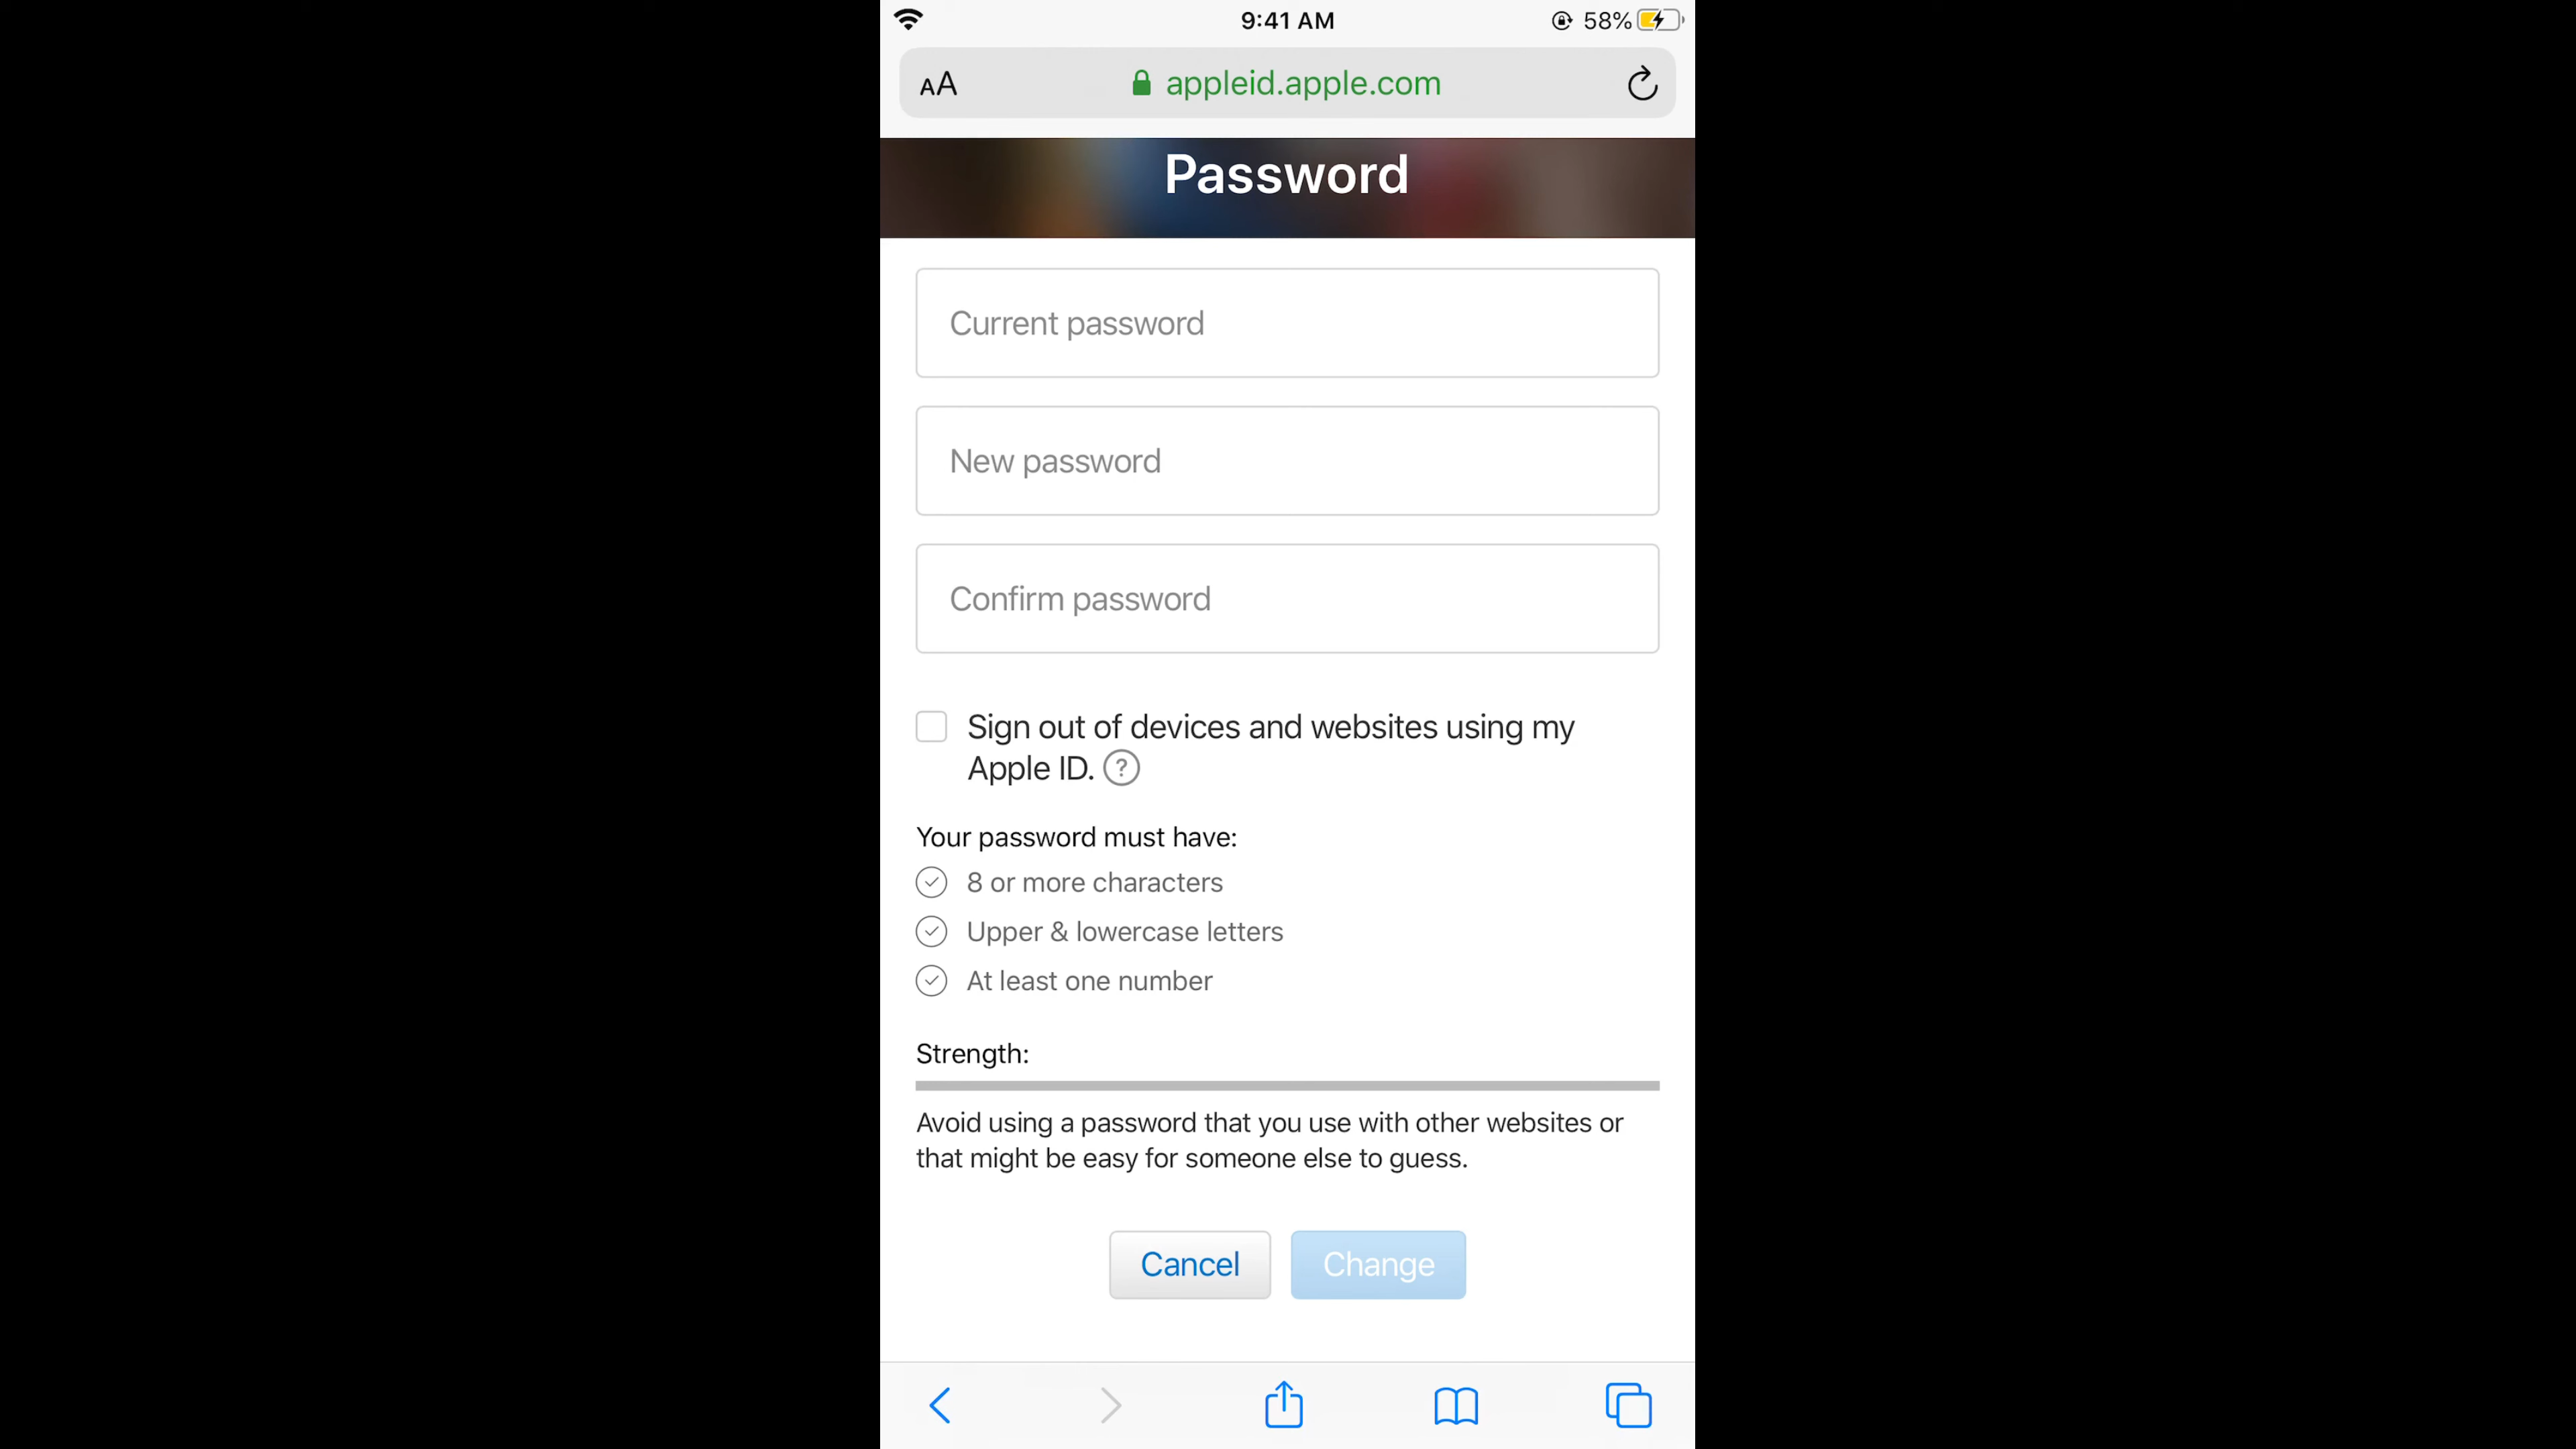 9:41 AM
58%
AA
appleid.apple.com
Password
Current password
New password
Confirm password
Sign out of devices and websites using my
Apple ID. ?
Your password must have:
8 or more characters
Upper & lowercase letters
At least one number
Strength:
Avoid using a password that you use with other websites or
that might be easy for someone else to guess.
Cancel
Change